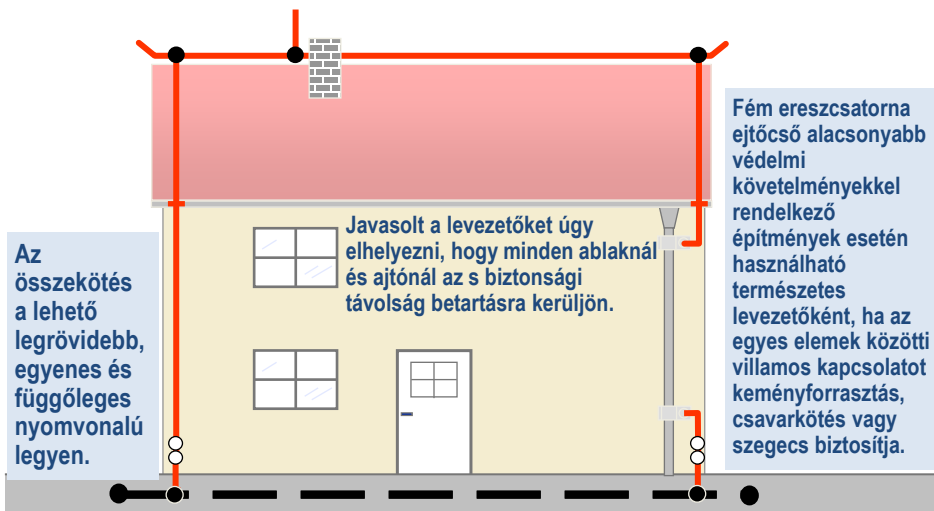 Az
összekötés
a lehető
legrövidebb,
egyenes és
függőleges
nyomvonalú
legyen.
Javasolt a levezetőket úgy
elhelyezni, hogy minden ablaknál
és ajtónál az s biztonsági
távolság betartásra kerüljön.
Fém ereszcsatorna
ejtőcső alacsonyabb
védelmi
követelményekkel
rendelkező
építmények esetén
használható
természetes
levezetőként, ha az
egyes elemek közötti
villamos kapcsolatot
keményforrasztás,
csavarkötés vagy
szegecs biztosítja.